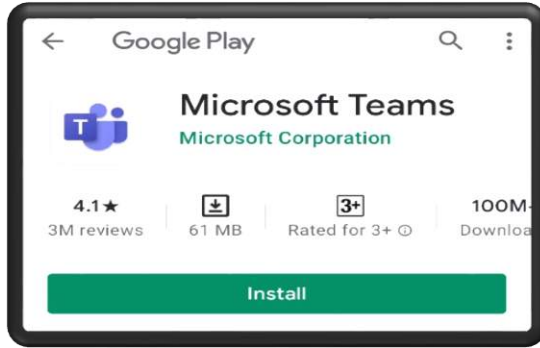 Google Play
T
Microsoft Teams
Microsoft Corporation
4.1★ 61 MB 3+ 100M
3M reviews Rated for 3+
Install